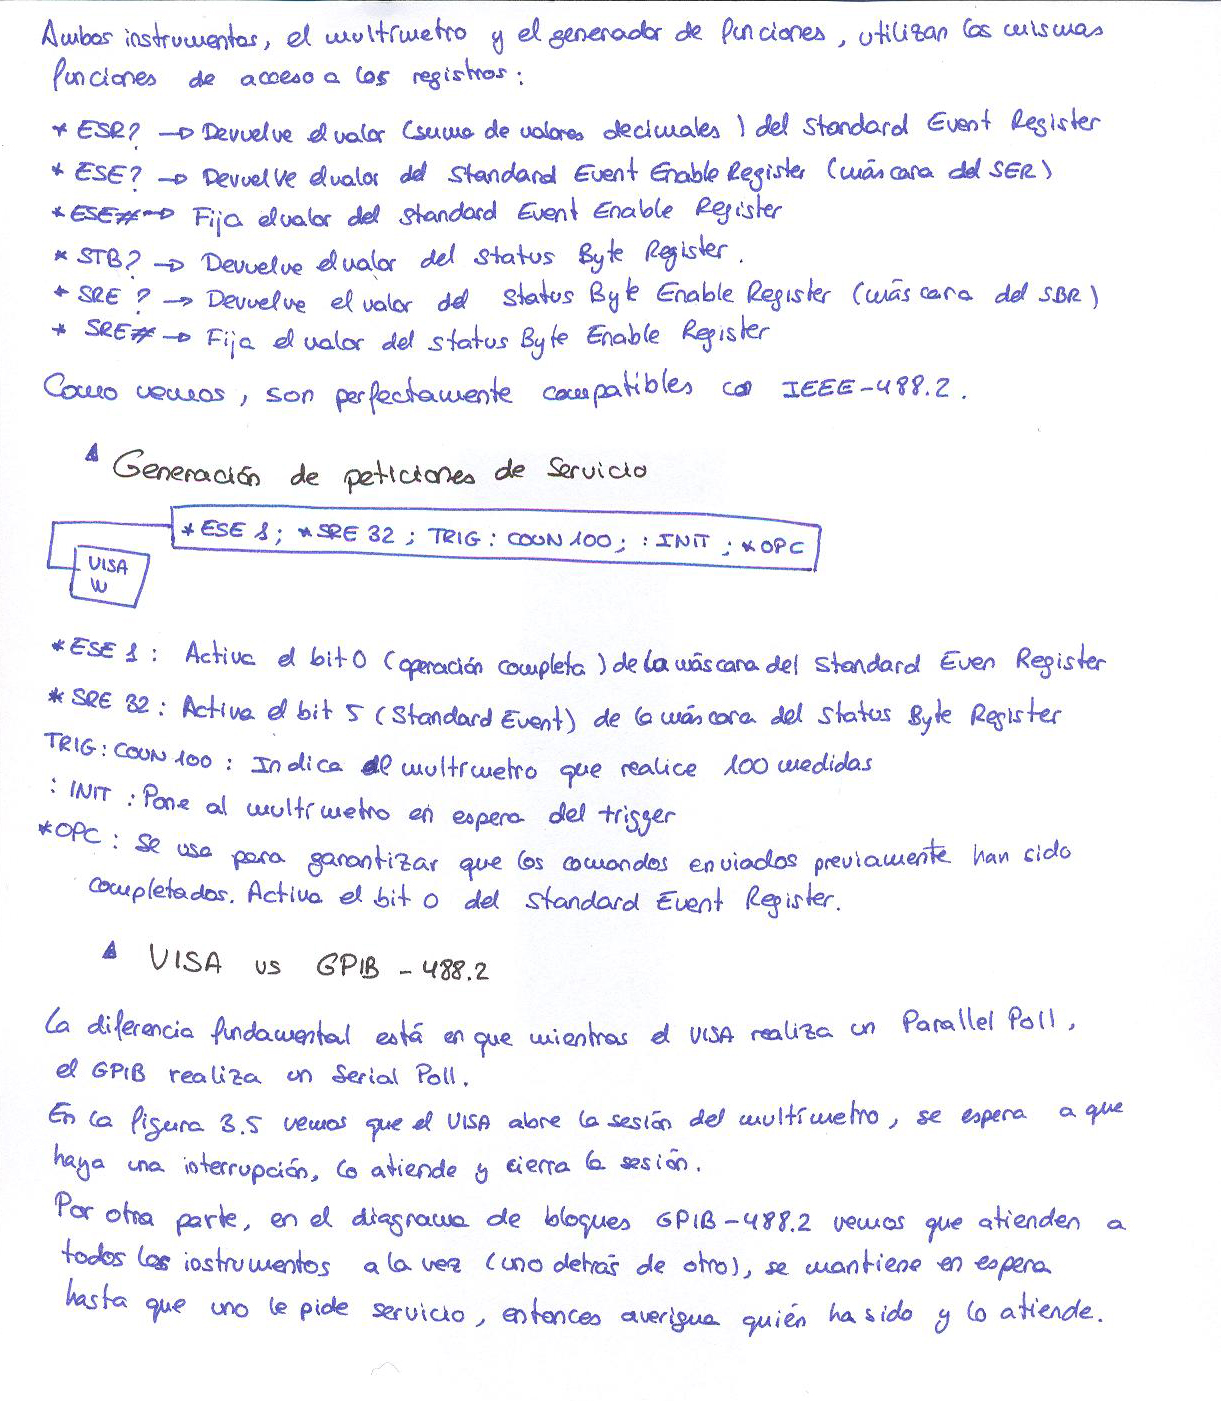 Ambos instrumentos, el multímetro y el generador de funciones, utilizan las mismas
funciones de acceso a los registros:
* ESR? → Devuelve el valor (suma de valores decimales) del Standard Event Register
* ESE? → Devuelve el valor del Standard Event Enable Register (máscara del SER)
* ESE# → Fija el valor del Standard Event Enable Register
* STB? → Devuelve el valor del Status Byte Register.
* SRE ? → Devuelve el valor del Status Byte Enable Register (máscara del SBR)
* SRE# → Fija el valor del Status Byte Enable Register
Como vemos, son perfectamente compatibles con IEEE-488.2.
Generación de peticiones de Servicio
* ESE 1; * SRE 32 ; TRIG : COUN 100; : INIT ; * OPC
VISA
W
* ESE 1 : Activa el bit 0 (operación completa) de la máscara del Standard Even Register
* SRE 32 : Activa el bit 5 (Standard Event) de la máscara del Status Byte Register
TRIG : COUN 100 : Indica al multímetro que realice 100 medidas
: INIT : Pone al multímetro en espera del trigger
* OPC : Se usa para garantizar que los comandos enviados previamente han sido
completados. Activa el bit 0 del Standard Event Register.
VISA vs GPIB - 488.2
La diferencia fundamental está en que mientras el VISA realiza un Parallel Poll,
el GPIB realiza un Serial Poll.
En la figura 3.5 vemos que el VISA abre la sesión del multímetro, se espera a que
haya una interrupción, lo atiende y cierra la sesión.
Por otra parte, en el diagrama de bloques GPIB-488.2 vemos que atienden a
todos los instrumentos a la vez (uno detrás de otro), se mantiene en espera
hasta que uno le pide servicio, entonces averigua quién ha sido y lo atiende.